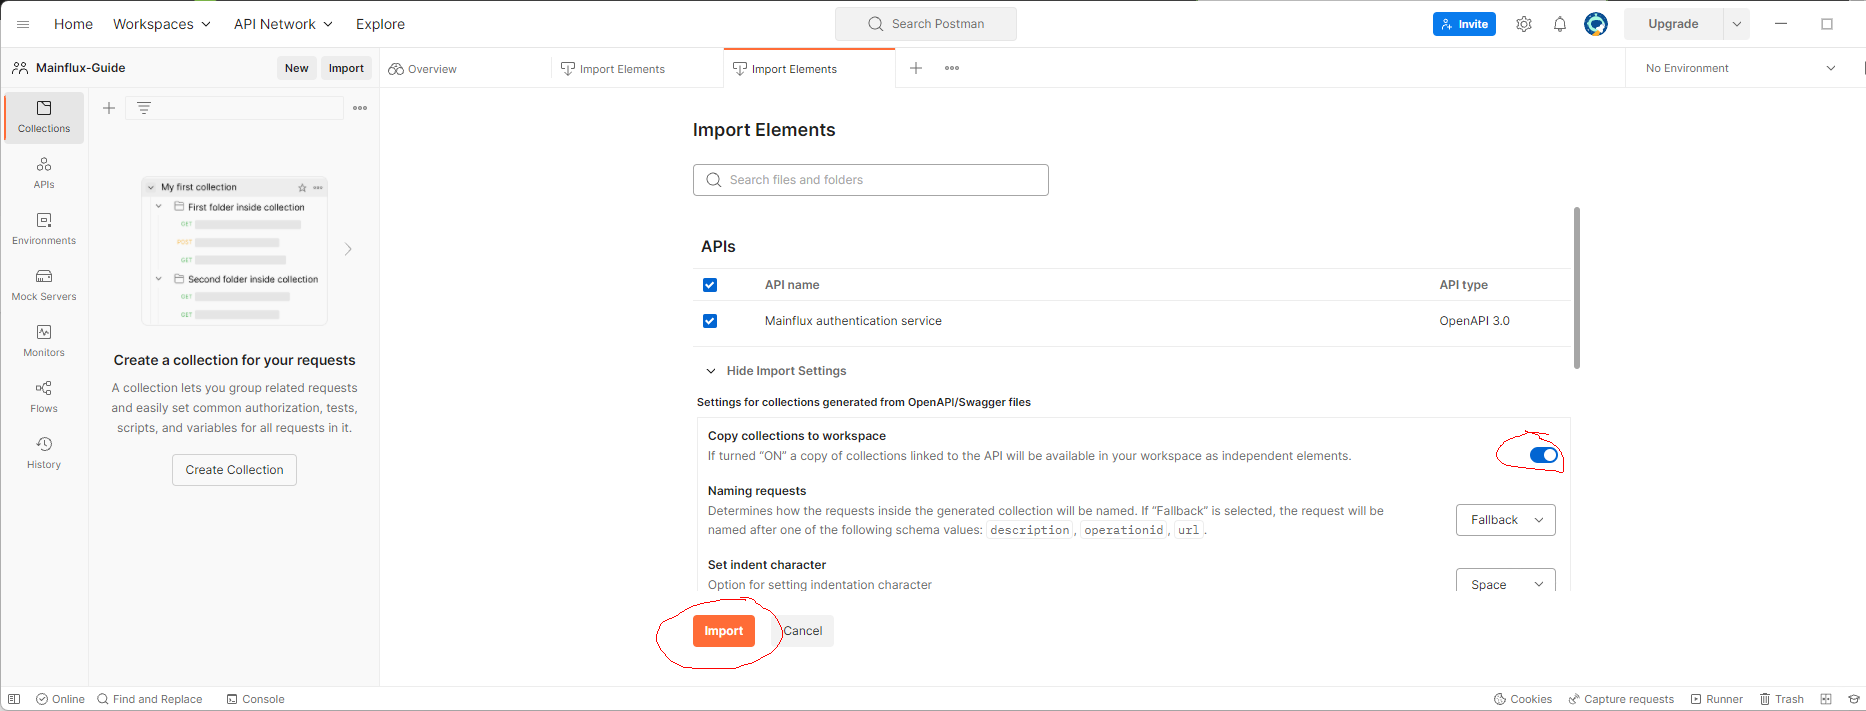 Home Workspaces API Network Explore Search Postman Invite Upgrade
Mainflux-Guide New Import Overview Import Elements Import Elements No Environment
Collections
APIs
Environments
Mock Servers
Monitors
Flows
History
My first collection
First folder inside collection
GET
POST
GET
Second folder inside collection
GET
GET
Create a collection for your requests
A collection lets you group related requests
and easily set common authorization, tests,
scripts, and variables for all requests in it.
Create Collection
Import Elements
Search files and folders
APIs
API name API type
Mainflux authentication service OpenAPI 3.0
Hide Import Settings
Settings for collections generated from OpenAPI/Swagger files
Copy collections to workspace
If turned “ON” a copy of collections linked to the API will be available in your workspace as independent elements.
Naming requests
Determines how the requests inside the generated collection will be named. If “Fallback” is selected, the request will be
named after one of the following schema values: description, operationid, url.
Fallback
Set indent character
Option for setting indentation character
Space
Import Cancel
Online Find and Replace Console Cookies Capture requests Runner Trash